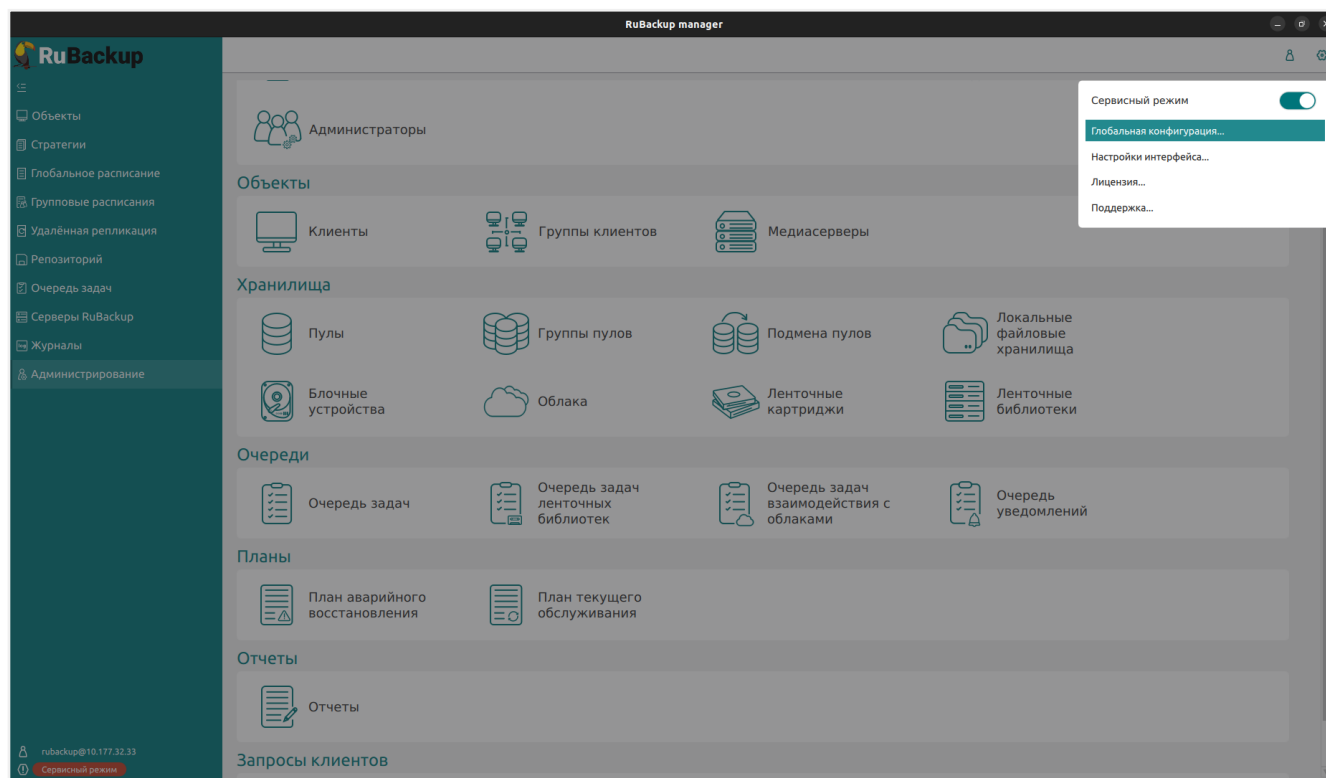 RuBackup manager
RuBackup
Объекты
Стратегии
Глобальное расписание
Групповые расписания
Удалённая репликация
Репозиторий
Очередь задач
Серверы RuBackup
Журналы
Администрирование
rubackup@10.177.32.33
Сервисный режим
Администраторы
Объекты
Клиенты
Группы клиентов
Медиасерверы
Хранилища
Пулы
Группы пулов
Подмена пулов
Локальные
файловые
хранилища
Блочные
устройства
Облака
Ленточные
картриджи
Ленточные
библиотеки
Очереди
Очередь задач
Очередь задач
ленточных
библиотек
Очередь задач
взаимодействия с
облаками
Очередь
уведомлений
Планы
План аварийного
восстановления
План текущего
обслуживания
Отчеты
Отчеты
Запросы клиентов
Сервисный режим
Глобальная конфигурация...
Настройки интерфейса...
Лицензия...
Поддержка...